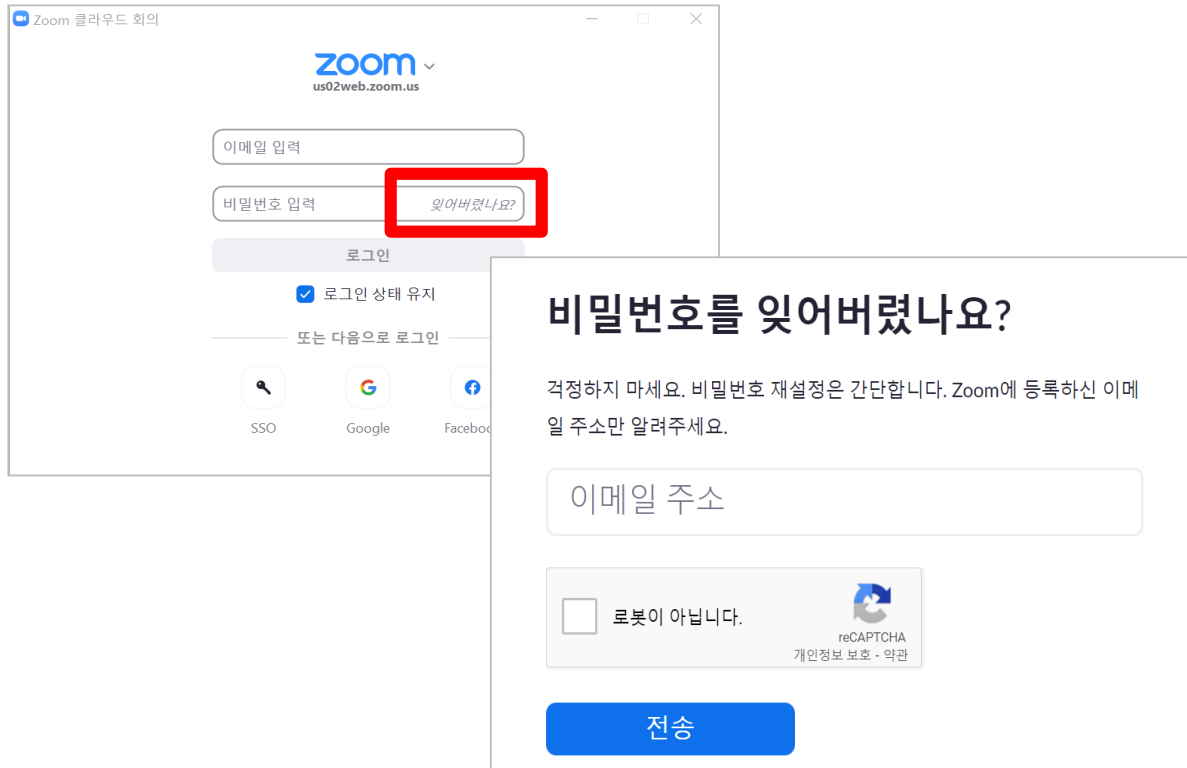 Zoom 클라우드 회의
zoom
us02web.zoom.us
이메일 입력
비밀번호 입력 잊어버렸나요?
로그인
로그인 상태 유지
또는 다음으로 로그인
SSO Google Faceboo
비밀번호를 잊어버렸나요?
걱정하지 마세요. 비밀번호 재설정은 간단합니다. Zoom에 등록하신 이메
일 주소만 알려주세요.
이메일 주소
로봇이 아닙니다.
reCAPTCHA
개인정보 보호 - 약관
전송